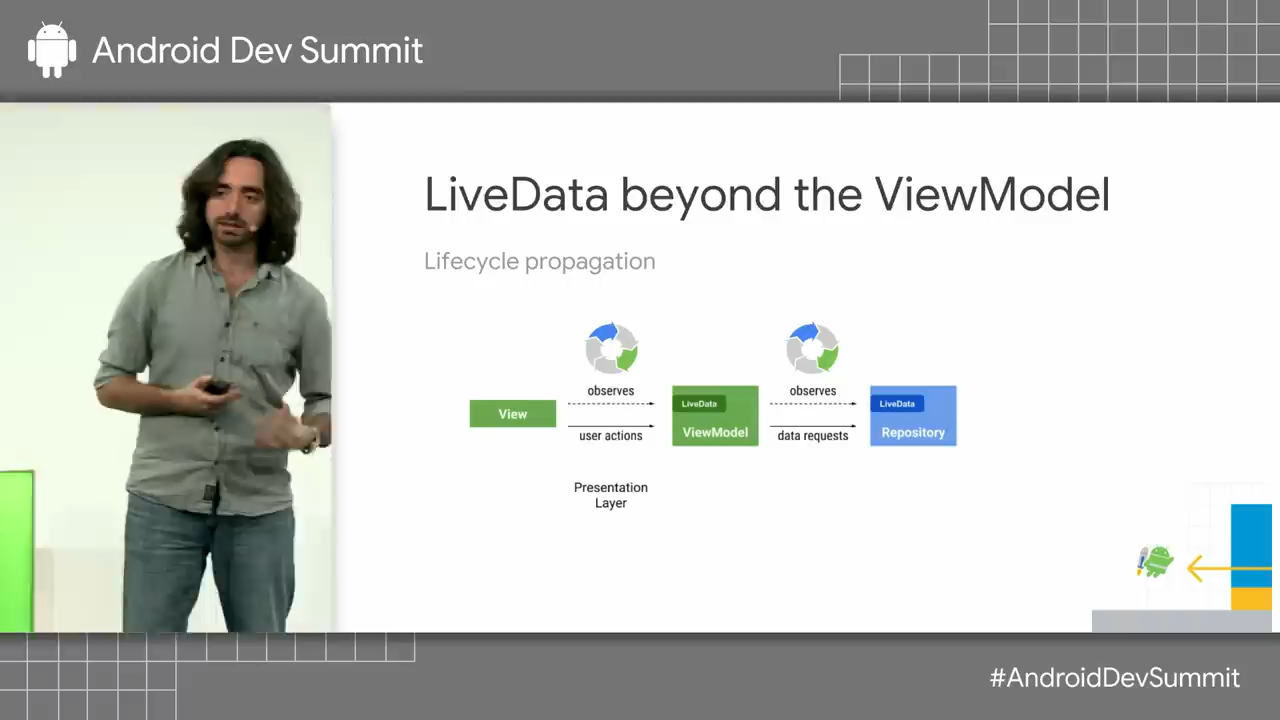 Android Dev Summit
LiveData beyond the ViewModel
Lifecycle propagation
observes
observes
LiveData
LiveData
View
ViewModel
Repository
user actions
data requests
Presentation
Layer
#AndroidDevSummit